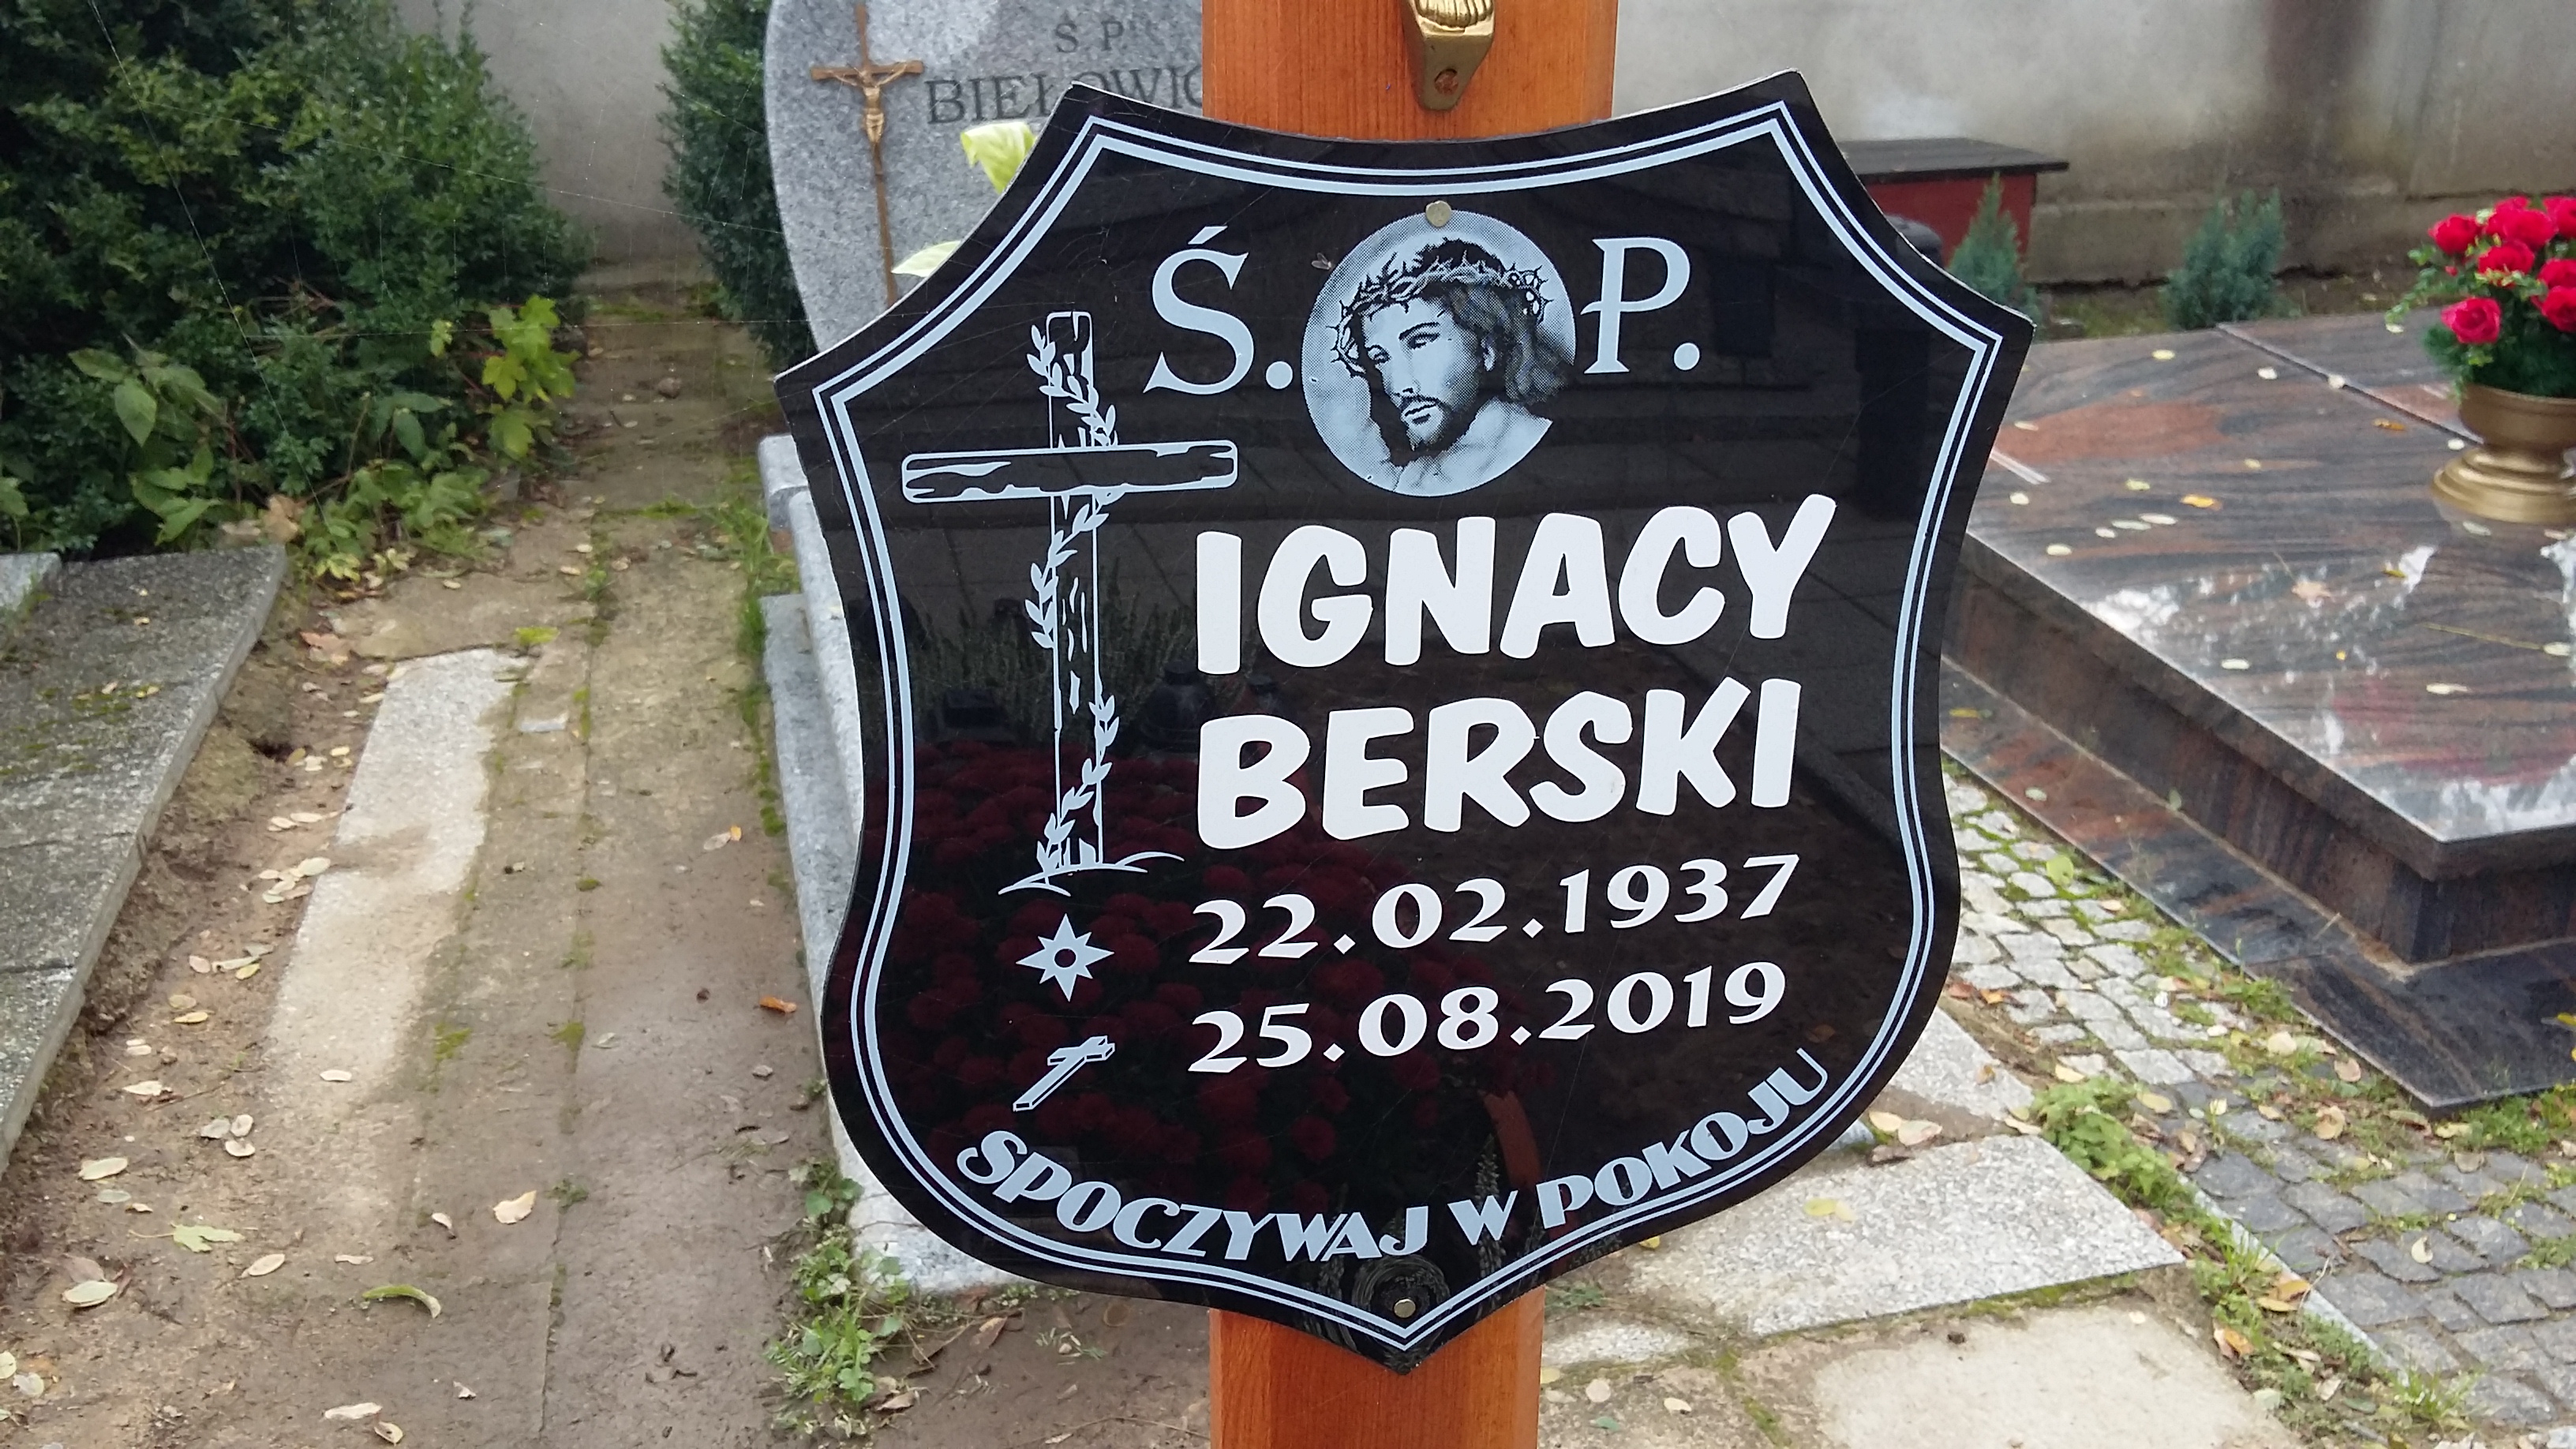 Ś P
Ś. P.
IGNACY
BERSKI
22.02.1937
25.08.2019
SPOCZYWAJ W POKOJU